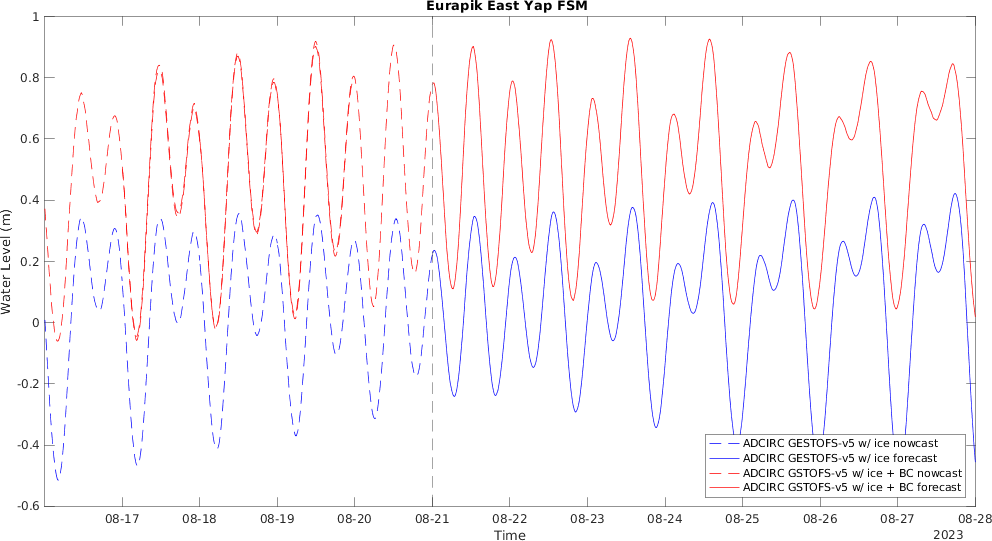 Eurapik East Yap FSM
1
0.8
0.6
0.4
0.2
0
-0.2
-0.4
-0.6
Water Level (m)
ADCIRC GESTOFS-v5 w/ ice nowcast
ADCIRC GESTOFS-v5 w/ ice forecast
ADCIRC GSTOFS-v5 w/ ice + BC nowcast
ADCIRC GSTOFS-v5 w/ ice + BC forecast
08-17 08-18 08-19 08-20 08-21 08-22 08-23 08-24 08-25 08-26 08-27 08-28
Time
2023